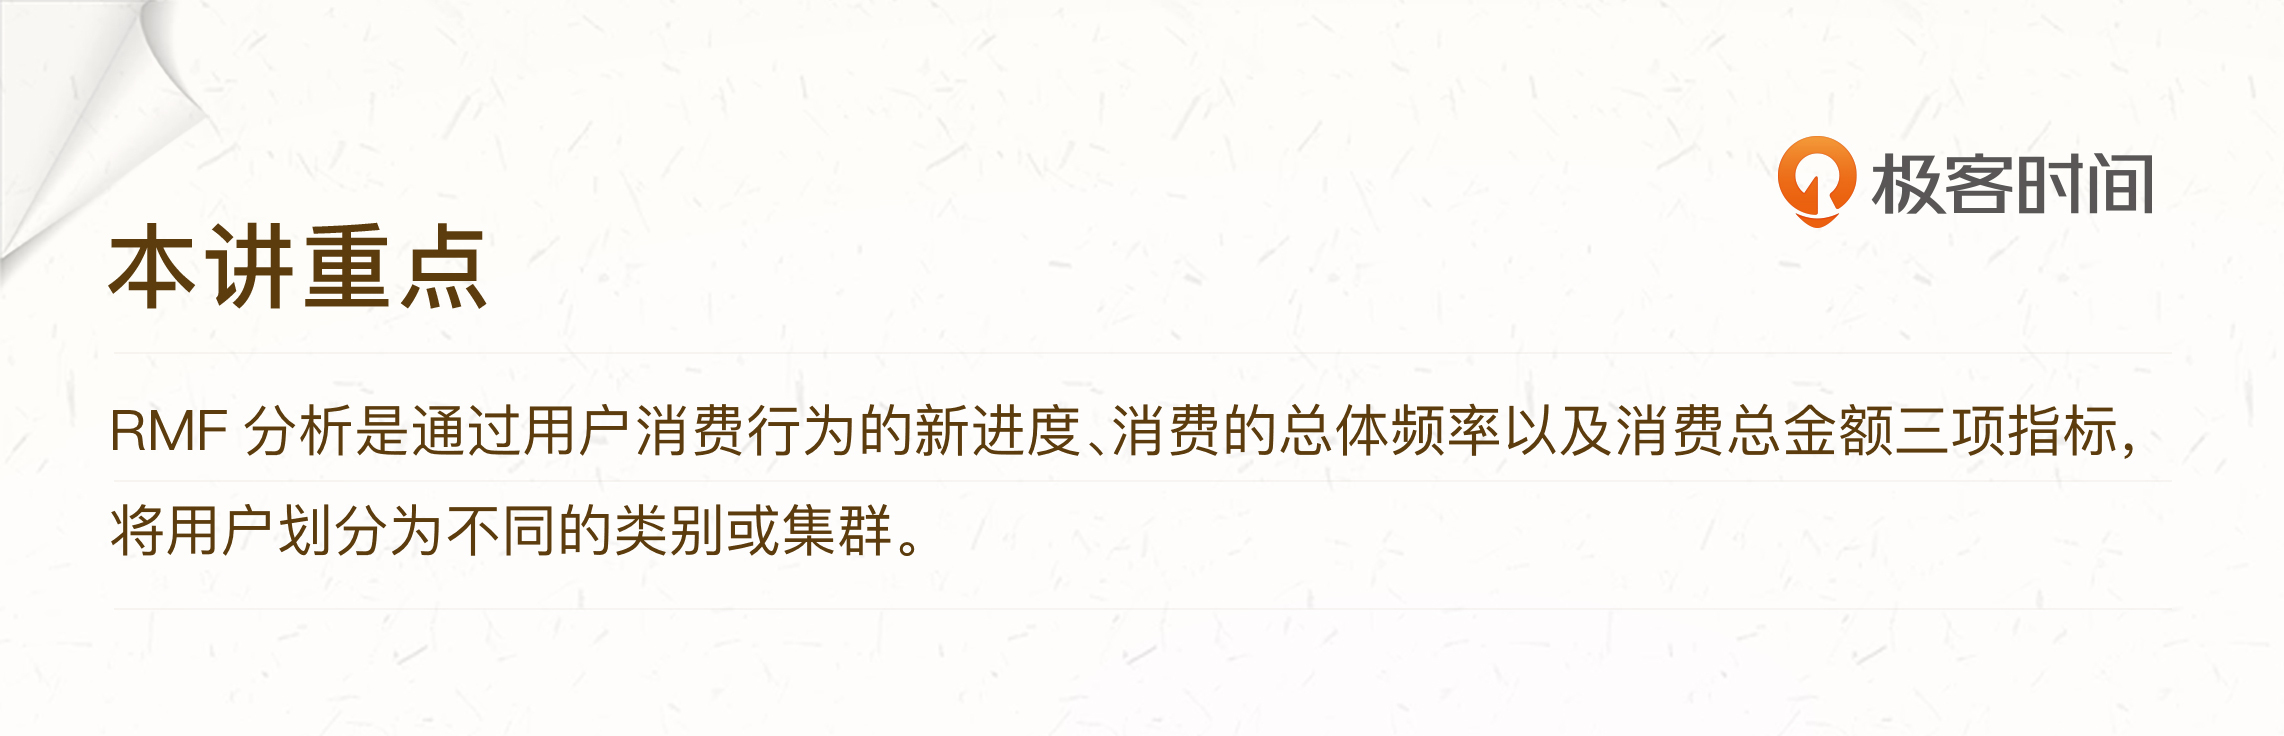 极客时间
本讲重点
RMF 分析是通过用户消费行为的新进度、消费的总体频率以及消费总金额三项指标,
将用户划分为不同的类别或集群。